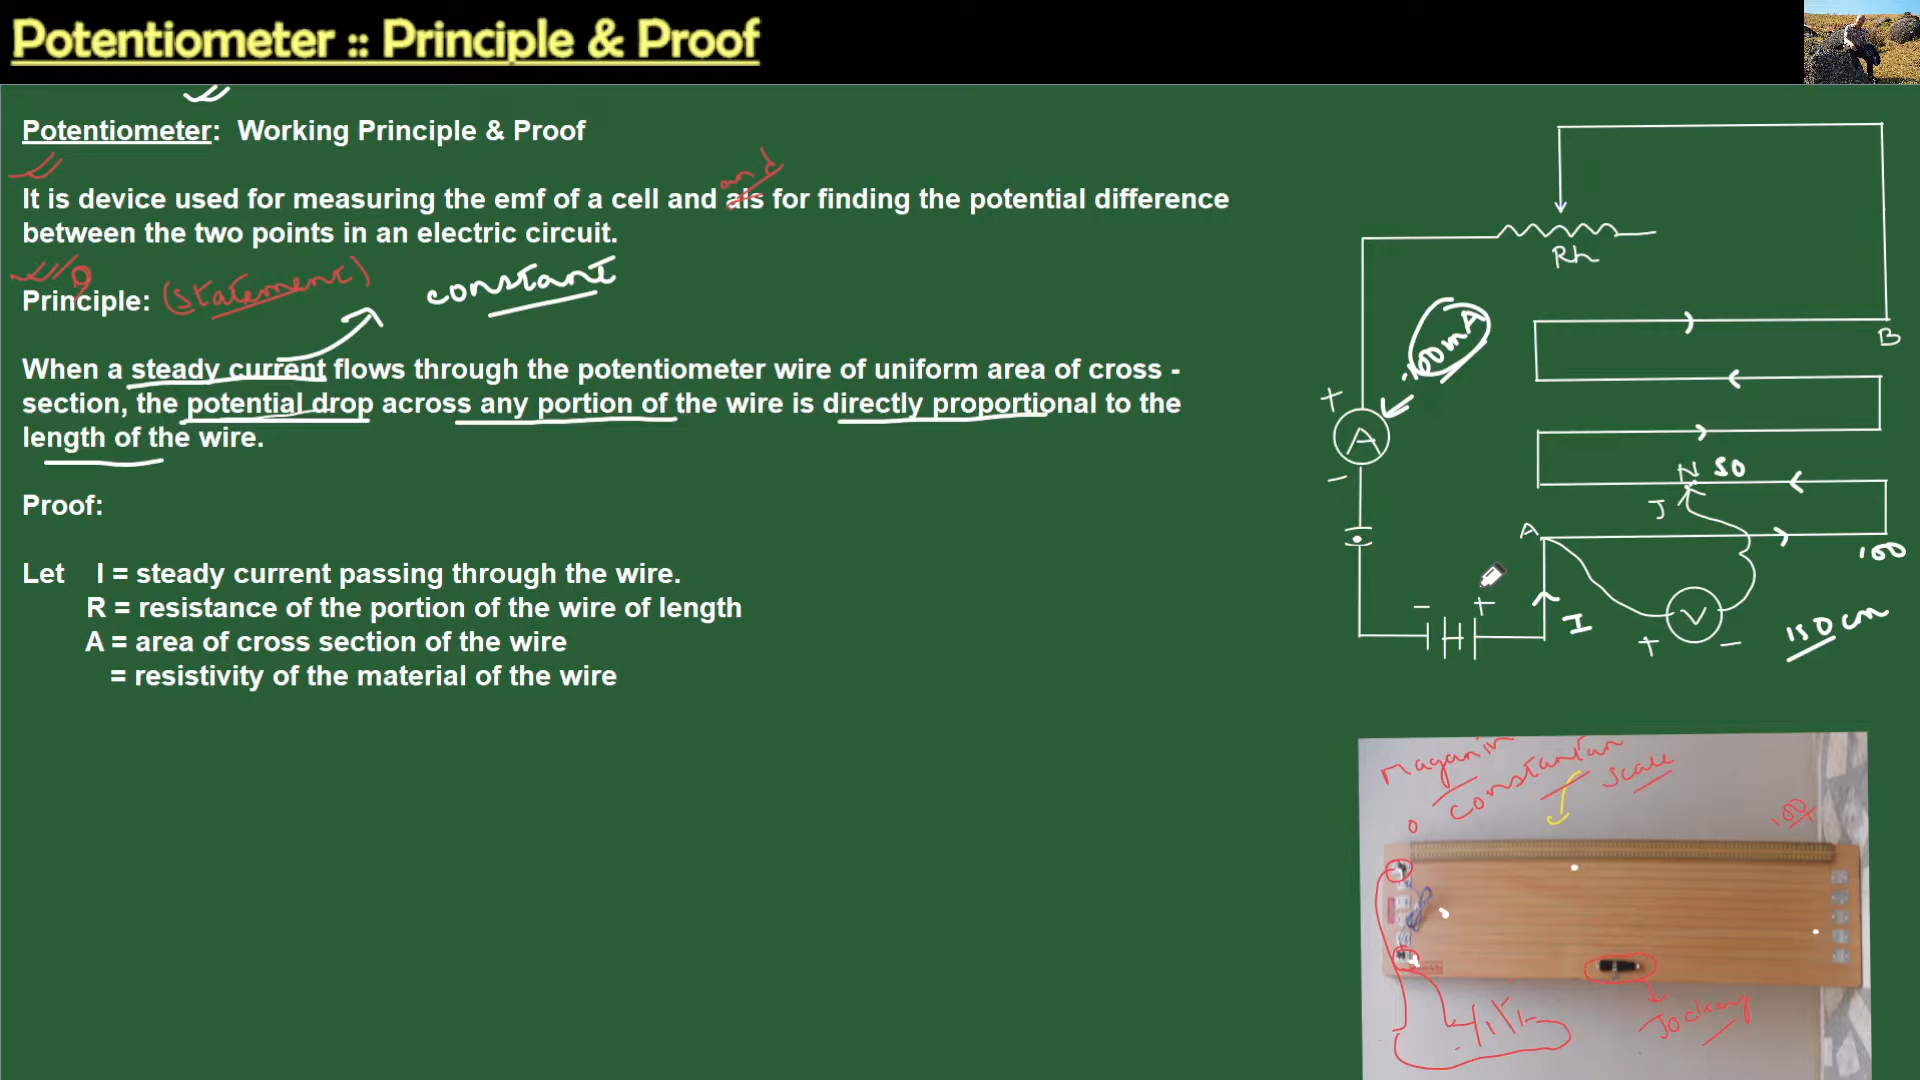 Potentiometer :: Principle & Proof
Potentiometer: Working Principle & Proof
and
It is device used for measuring the emf of a cell and als for finding the potential difference
between the two points in an electric circuit.
Principle: (Statement) constant
When a steady current flows through the potentiometer wire of uniform area of cross -
section, the potential drop across any portion of the wire is directly proportional to the
length of the wire.
Proof:
Let I = steady current passing through the wire.
R = resistance of the portion of the wire of length
A = area of cross section of the wire
= resistivity of the material of the wire
Rh
B
100mA
+
A
-
N 50
J
A
100
- +
I
V
+ -
150 cm
Maganin
Constantan
Scale
0
100
Jockey